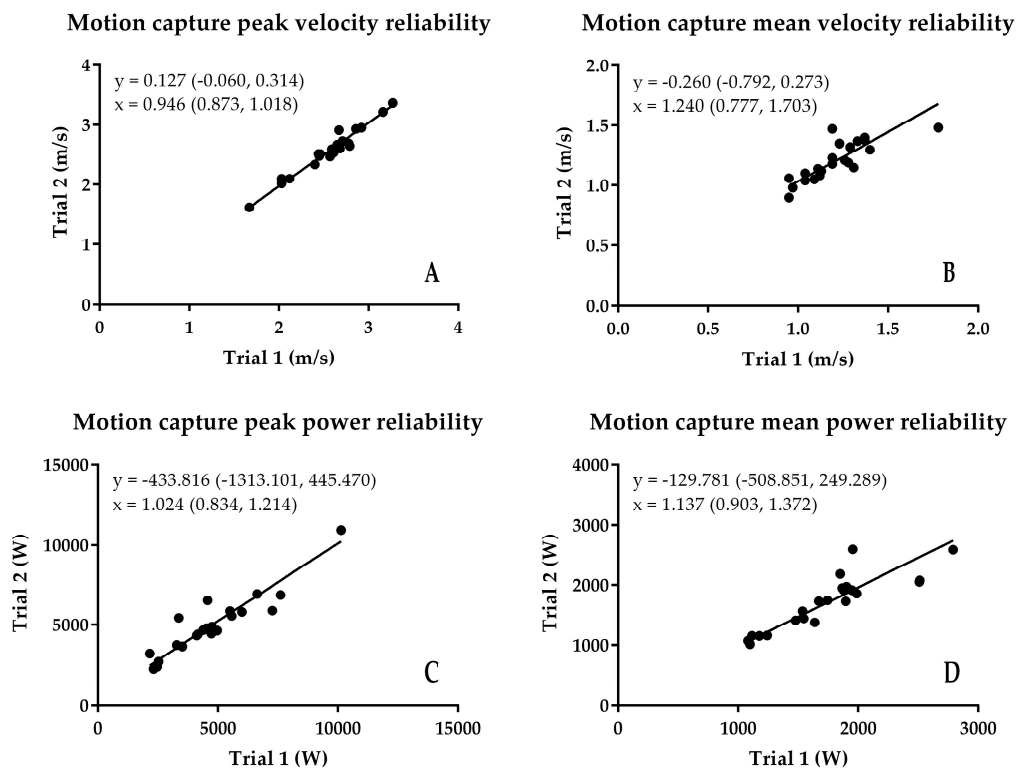 Motion capture peak velocity reliability
4
y = 0.127 (-0.060, 0.314)
x = 0.946 (0.873, 1.018)
3
Trial 2 (m/s)
2
1
A
0
0 1 2 3 4
Trial 1 (m/s)
Motion capture mean velocity reliability
2.0
y = -0.260 (-0.792, 0.273)
x = 1.240 (0.777, 1.703)
1.5
Trial 2 (m/s)
1.0
0.5
B
0.0
0.0 0.5 1.0 1.5 2.0
Trial 1 (m/s)
Motion capture peak power reliability
15000
y = -433.816 (-1313.101, 445.470)
x = 1.024 (0.834, 1.214)
10000
Trial 2 (W)
5000
C
0
0 5000 10000 15000
Trial 1 (W)
Motion capture mean power reliability
4000
y = -129.781 (-508.851, 249.289)
x = 1.137 (0.903, 1.372)
3000
Trial 2 (W)
2000
1000
D
0
0 1000 2000 3000
Trial 1 (W)